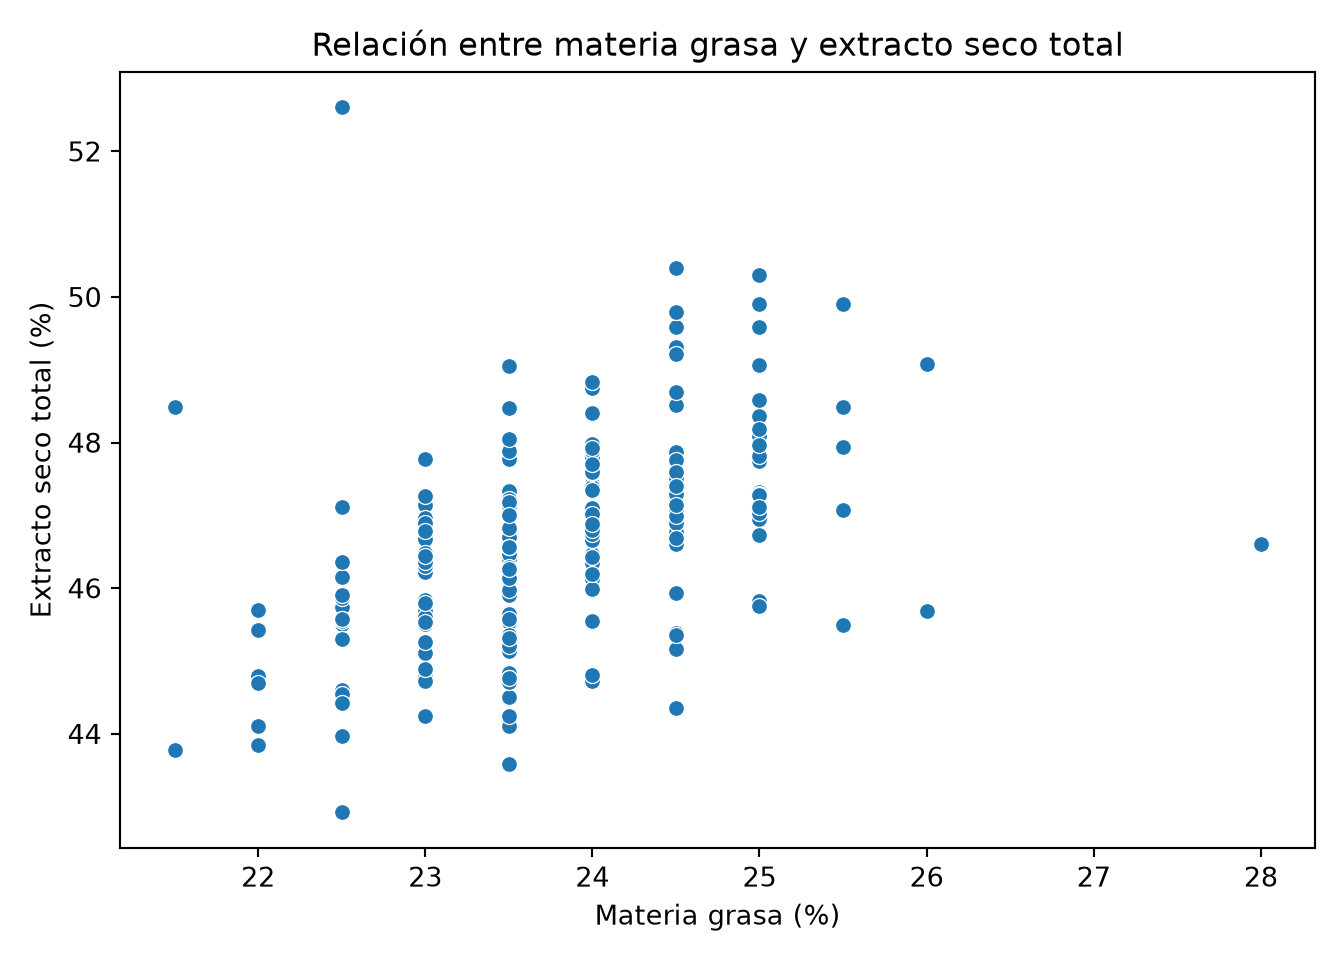 Relación entre materia grasa y extracto seco total
52
50
48
46
44
Extracto seco total (%)
22 23 24 25 26 27 28
Materia grasa (%)